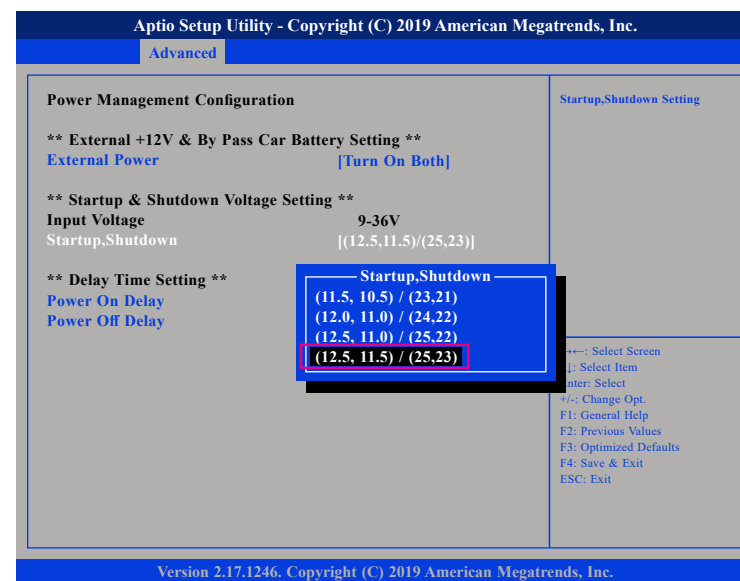 Aptio Setup Utility - Copyright (C) 2019 American Megatrends, Inc.
Advanced
Power Management Configuration
** External +12V & By Pass Car Battery Setting **
External Power [Turn On Both]
** Startup & Shutdown Voltage Setting **
Input Voltage 9-36V
Startup,Shutdown [(12.5,11.5)/(25,23)]
** Delay Time Setting **
Power On Delay
Power Off Delay
Startup,Shutdown
(11.5, 10.5) / (23,21)
(12.0, 11.0) / (24,22)
(12.5, 11.0) / (25,22)
(12.5, 11.5) / (25,23)
Startup,Shutdown Setting
←: Select Screen
: Select Item
nter: Select
+/-: Change Opt.
F1: General Help
F2: Previous Values
F3: Optimized Defaults
F4: Save & Exit
ESC: Exit
Version 2.17.1246. Copyright (C) 2019 American Megatrends, Inc.